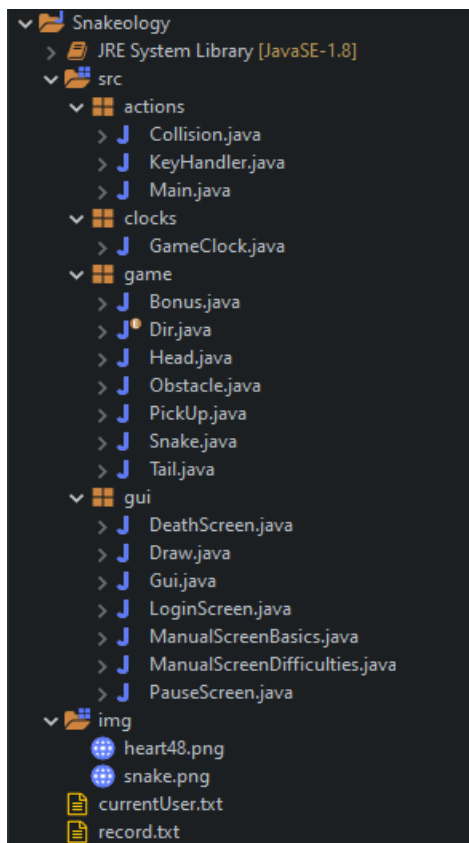 Snakeology
JRE System Library [JavaSE-1.8]
src
actions
Collision.java
KeyHandler.java
Main.java
clocks
GameClock.java
game
Bonus.java
Dir.java
Head.java
Obstacle.java
PickUp.java
Snake.java
Tail.java
gui
DeathScreen.java
Draw.java
Gui.java
LoginScreen.java
ManualScreenBasics.java
ManualScreenDifficulties.java
PauseScreen.java
img
heart48.png
snake.png
currentUser.txt
record.txt